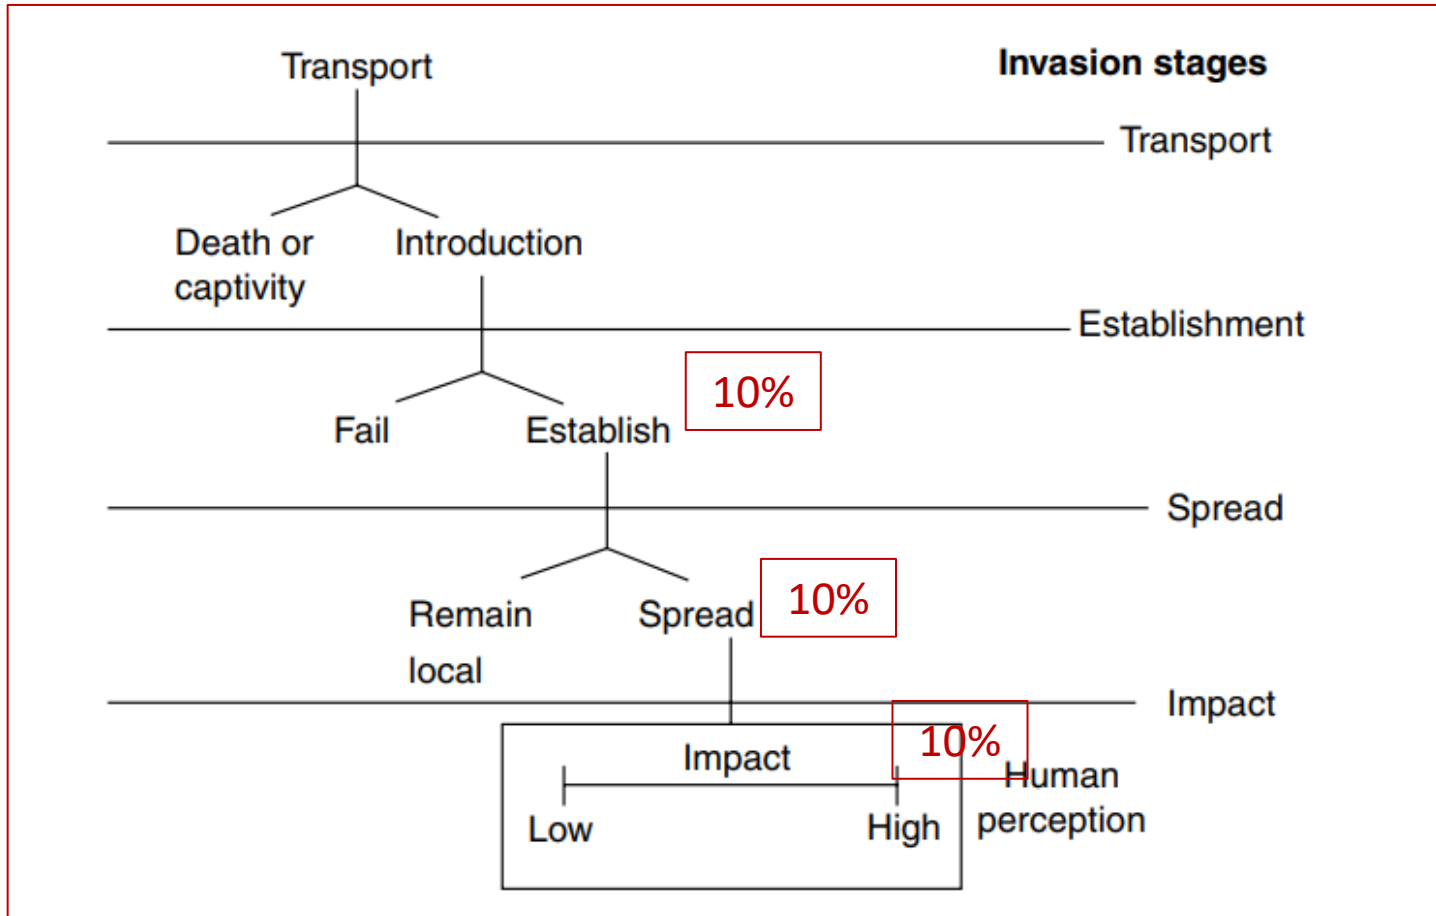 Transport
Invasion stages
Transport
Death or
captivity
Introduction
Establishment
10%
Fail
Establish
Spread
10%
Remain
local
Spread
Impact
10%
Impact
Human
perception
Low
High